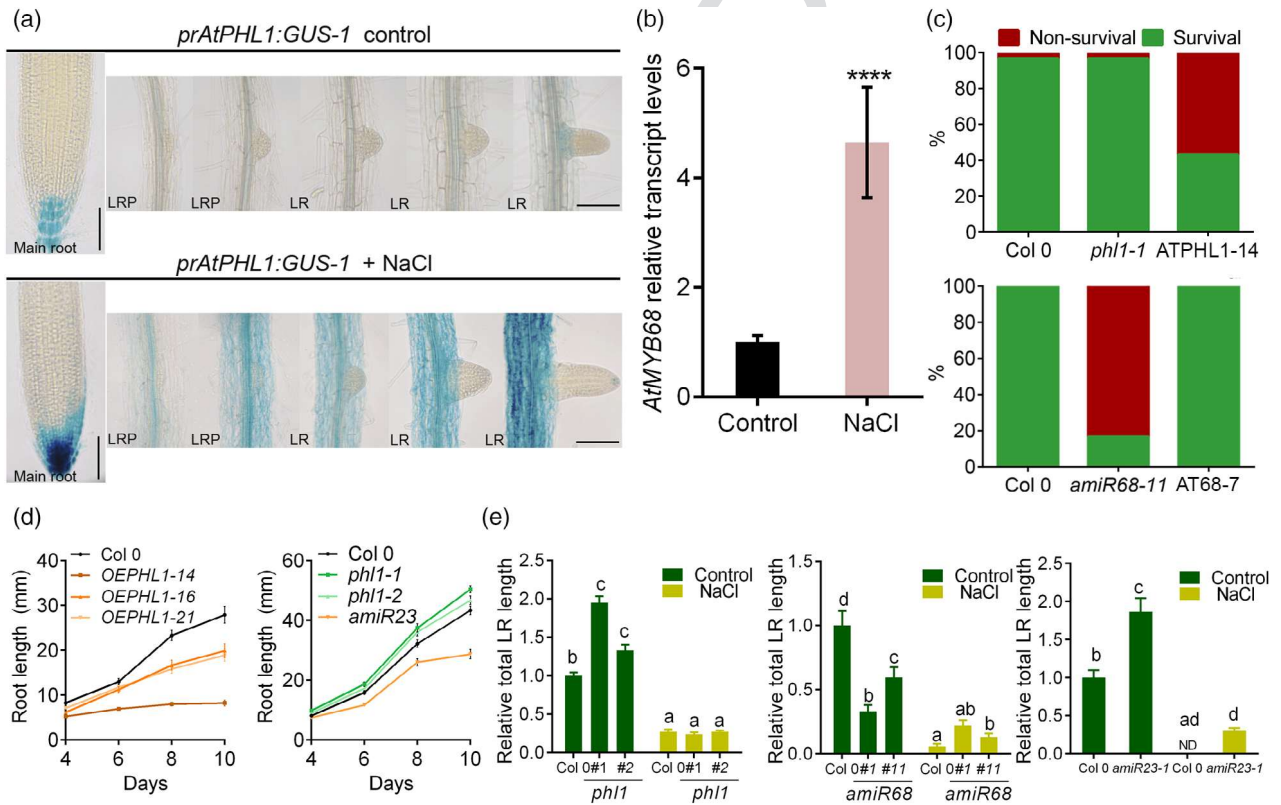 (a)
prAtPHL1:GUS-1 control
Main root
LRP
LRP
LR
LR
LR
prAtPHL1:GUS-1 + NaCl
Main root
LRP
LRP
LR
LR
LR
(b)
AtMYB68 relative transcript levels
6
4
2
0
****
Control
NaCl
(c)
Non-survival
Survival
%
100
80
60
40
20
0
Col 0
phl1-1
ATPHL1-14
%
100
80
60
40
20
0
Col 0
amiR68-11
AT68-7
(d)
Root length (mm)
40
30
20
10
0
Col 0
OEPHL1-14
OEPHL1-16
OEPHL1-21
4
6
8
10
Days
Root length (mm)
60
40
20
0
Col 0
phl1-1
phl1-2
amiR23
4
6
8
10
Days
(e)
Relative total LR length
2.5
2.0
1.5
1.0
0.5
0.0
Control
NaCl
b
c
c
a
a
a
Col 0
#1
#2
Col 0
#1
#2
phl1
phl1
Relative total LR length
1.5
1.0
0.5
0.0
Control
NaCl
d
b
c
a
ab
b
Col 0
#1
#11
Col 0
#1
#11
amiR68
amiR68
Relative total LR length
2.5
2.0
1.5
1.0
0.5
0.0
Control
NaCl
b
c
ad
ND
d
Col 0
amiR23-1
Col 0
amiR23-1